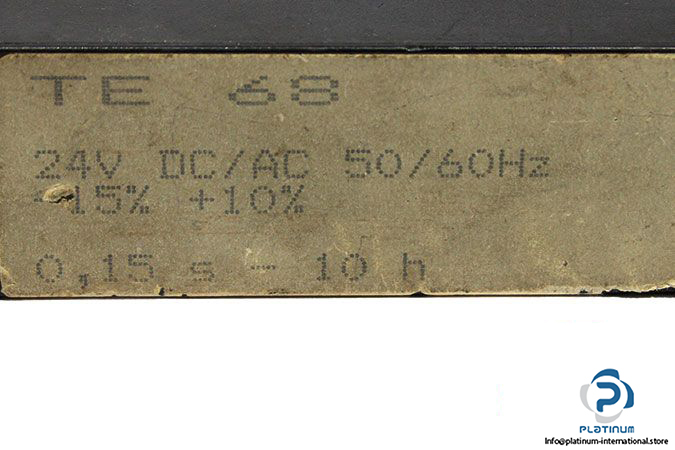 TE 68
24V DC/AC 50/60Hz
-15% +10%
0,15 s - 10 h
PLATINUM
Info@platinum-international.store